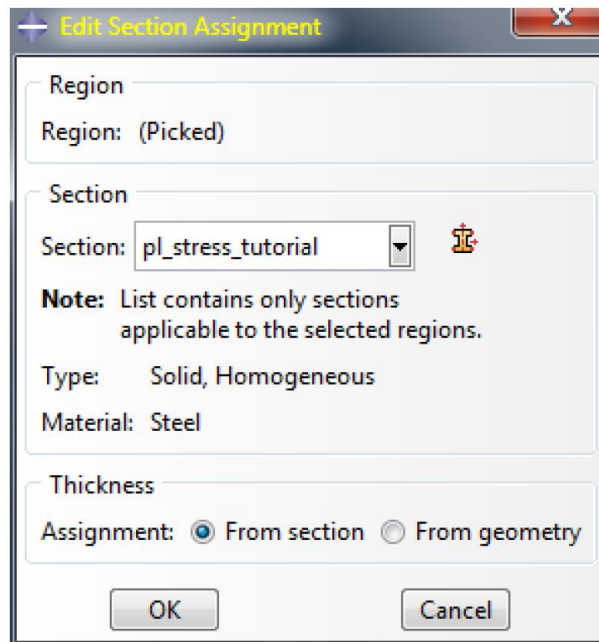 Edit Section Assignment
X
Region
Region: (Picked)
Section
Section: pl_stress_tutorial
Note: List contains only sections
applicable to the selected regions.
Type: Solid, Homogeneous
Material: Steel
Thickness
Assignment: From section From geometry
OK Cancel